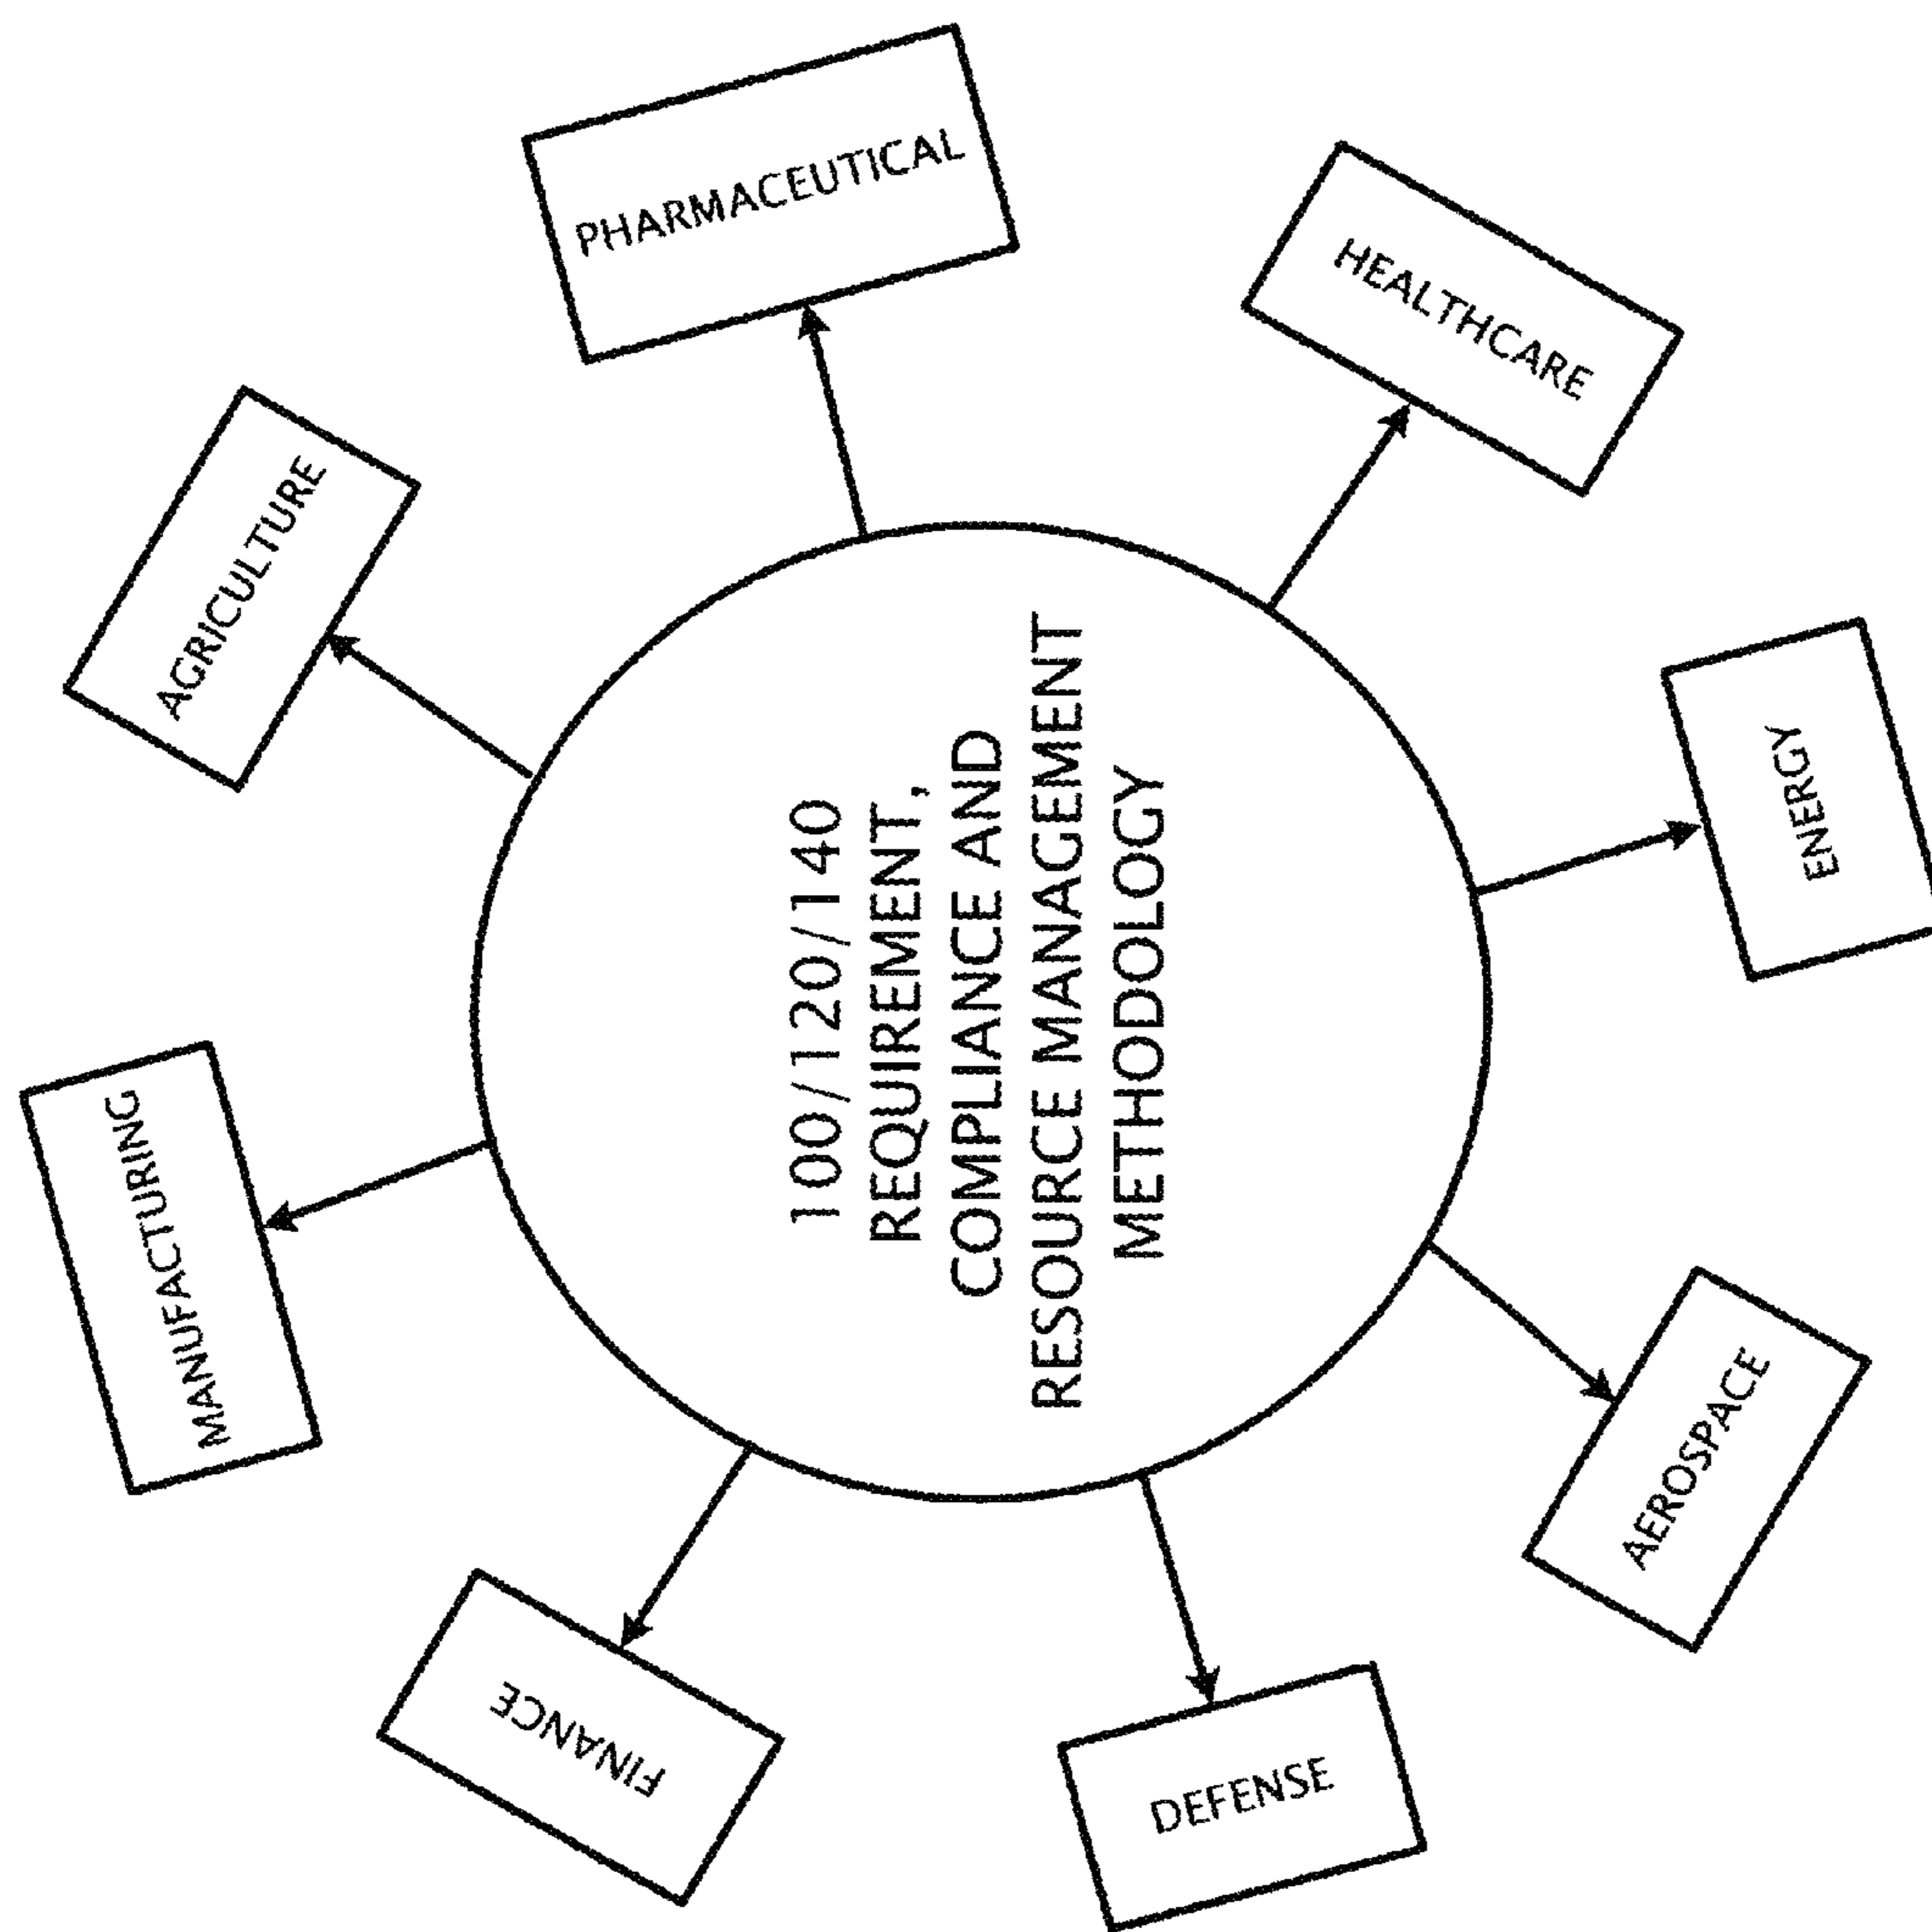 100/120/140
REQUIREMENT,
COMPLIANCE AND
RESOURCE MANAGEMENT
METHODOLOGY
PHARMACEUTICAL
HEALTHCARE
ENERGY
AEROSPACE
DEFENSE
FINANCE
MANUFACTURING
AGRICULTURE